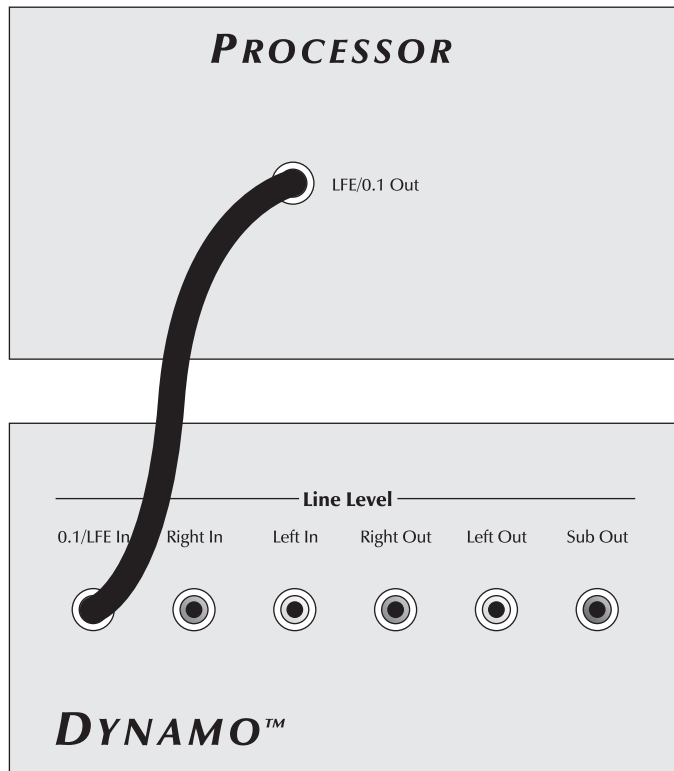 PROCESSOR
LFE/0.1 Out
Line Level
0.1/LFE In Right In Left In Right Out Left Out Sub Out
DYNAMO™